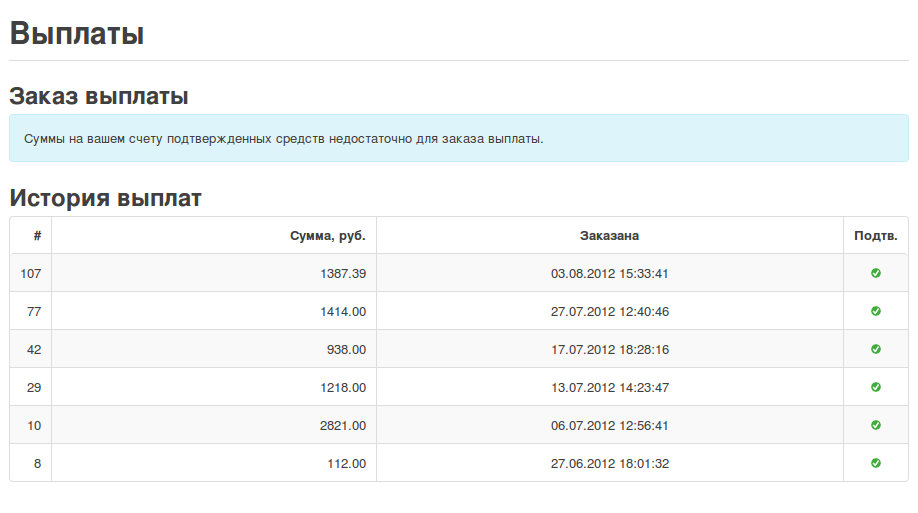 Выплаты
Заказ выплаты
Суммы на вашем счету подтвержденных средств недостаточно для заказа выплаты.
История выплат
# Сумма, руб. Заказана Подтв.
107 1387.39 03.08.2012 15:33:41
77 1414.00 27.07.2012 12:40:46
42 938.00 17.07.2012 18:28:16
29 1218.00 13.07.2012 14:23:47
10 2821.00 06.07.2012 12:56:41
8 112.00 27.06.2012 18:01:32